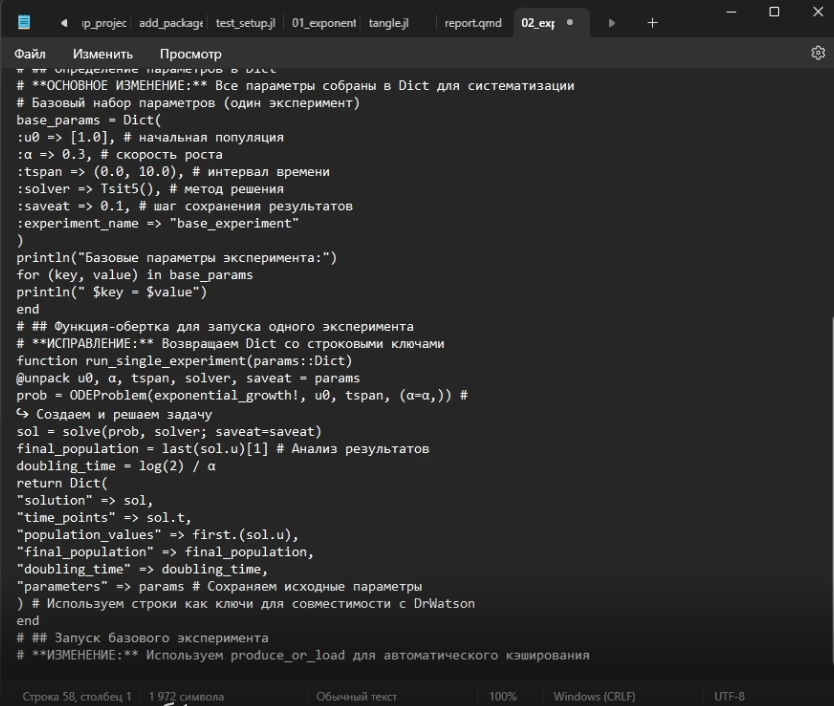 add_package
test_setup.jl
01_exponent
tangle.jl
report.qmd
02_exp
Файл Изменить Просмотр
# ## Определение параметров в Dict
# **ОСНОВНОЕ ИЗМЕНЕНИЕ:** Все параметры собраны в Dict для систематизации
# Базовый набор параметров (один эксперимент)
base_params = Dict(
:u0 => [1.0], # начальная популяция
:α => 0.3, # скорость роста
:tspan => (0.0, 10.0), # интервал времени
:solver => Tsit5(), # метод решения
:saveat => 0.1, # шаг сохранения результатов
:experiment_name => "base_experiment"
)
println("Базовые параметры эксперимента:")
for (key, value) in base_params
println(" $key = $value")
end
# ## Функция-обертка для запуска одного эксперимента
# **ИСПРАВЛЕНИЕ:** Возвращаем Dict со строковыми ключами
function run_single_experiment(params::Dict)
@unpack u0, α, tspan, solver, saveat = params
prob = ODEProblem(exponential_growth!, u0, tspan, (α=α,)) #
↪ Создаем и решаем задачу
sol = solve(prob, solver; saveat=saveat)
final_population = last(sol.u)[1] # Анализ результатов
doubling_time = log(2) / α
return Dict(
"solution" => sol,
"time_points" => sol.t,
"population_values" => first.(sol.u),
"final_population" => final_population,
"doubling_time" => doubling_time,
"parameters" => params # Сохраняем исходные параметры
) # Используем строки как ключи для совместимости с DrWatson
end
# ## Запуск базового эксперимента
# **ИЗМЕНЕНИЕ:** Используем produce_or_load для автоматического кэширования
Строка 58, столбец 1 1 972 символа Обычный текст 100% Windows (CRLF) UTF-8